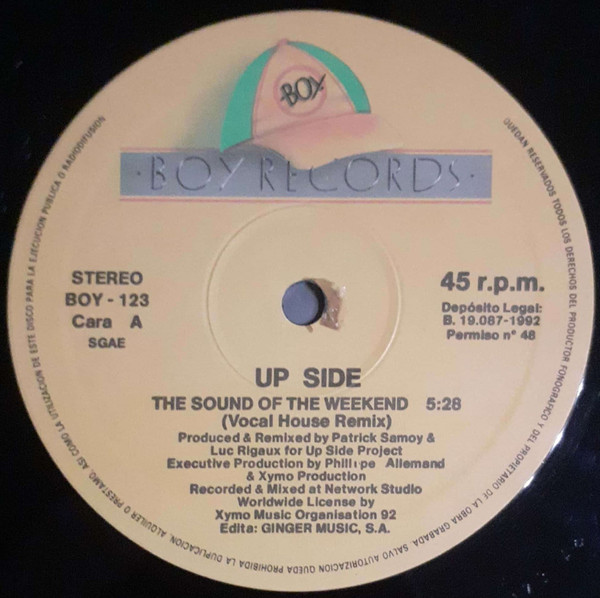 BOY
·BOY RECORDS·
STEREO
BOY - 123
Cara A
SGAE
45 r.p.m.
Depósito Legal:
B. 19.087-1992
Permiso nº 48
UP SIDE
THE SOUND OF THE WEEKEND 5:28
(Vocal House Remix)
Produced & Remixed by Patrick Samoy &
Luc Rigaux for Up Side Project
Executive Production by Phillipe Allemand
& Xymo Production
Recorded & Mixed at Network Studio
Worldwide License by
Xymo Music Organisation 92
Edita: GINGER MUSIC, S.A.
QUEDAN RESERVADOS TODOS LOS DERECHOS DEL PRODUCTOR FONOGRAFICO Y DEL PROPIETARIO DE LA OBRA GRABADA. SALVO AUTORIZACION QUEDA PROHIBIDA LA DUPLICACION, ALQUILER O PRESTAMO, ASI COMO LA UTILIZACION DE ESTE DISCO PARA LA EJECUCION PUBLICA O RADIODIFUSION